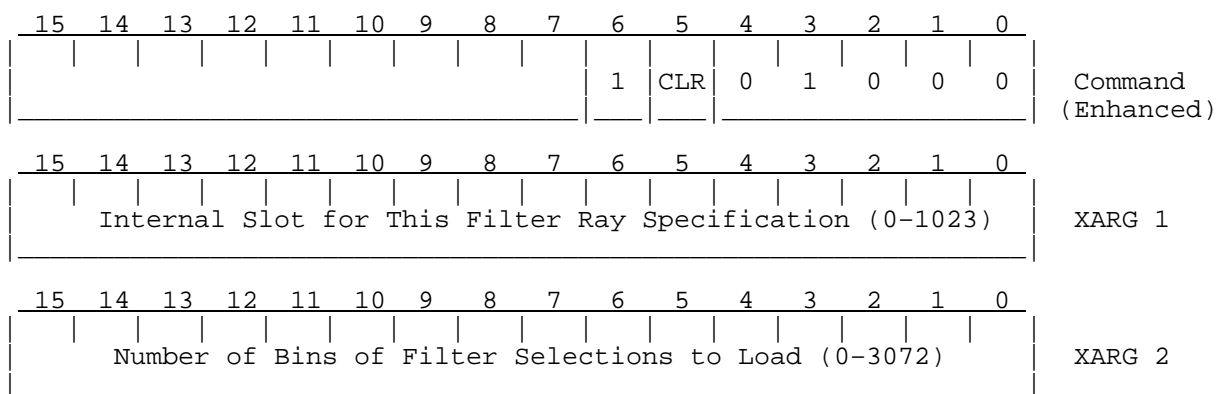 15 14 13 12 11 10 9 8 7 6 5 4 3 2 1 0
1 CLR 0 1 0 0 0 Command
(Enhanced)
15 14 13 12 11 10 9 8 7 6 5 4 3 2 1 0
Internal Slot for This Filter Ray Specification (0-1023) XARG 1
15 14 13 12 11 10 9 8 7 6 5 4 3 2 1 0
Number of Bins of Filter Selections to Load (0-3072) XARG 2